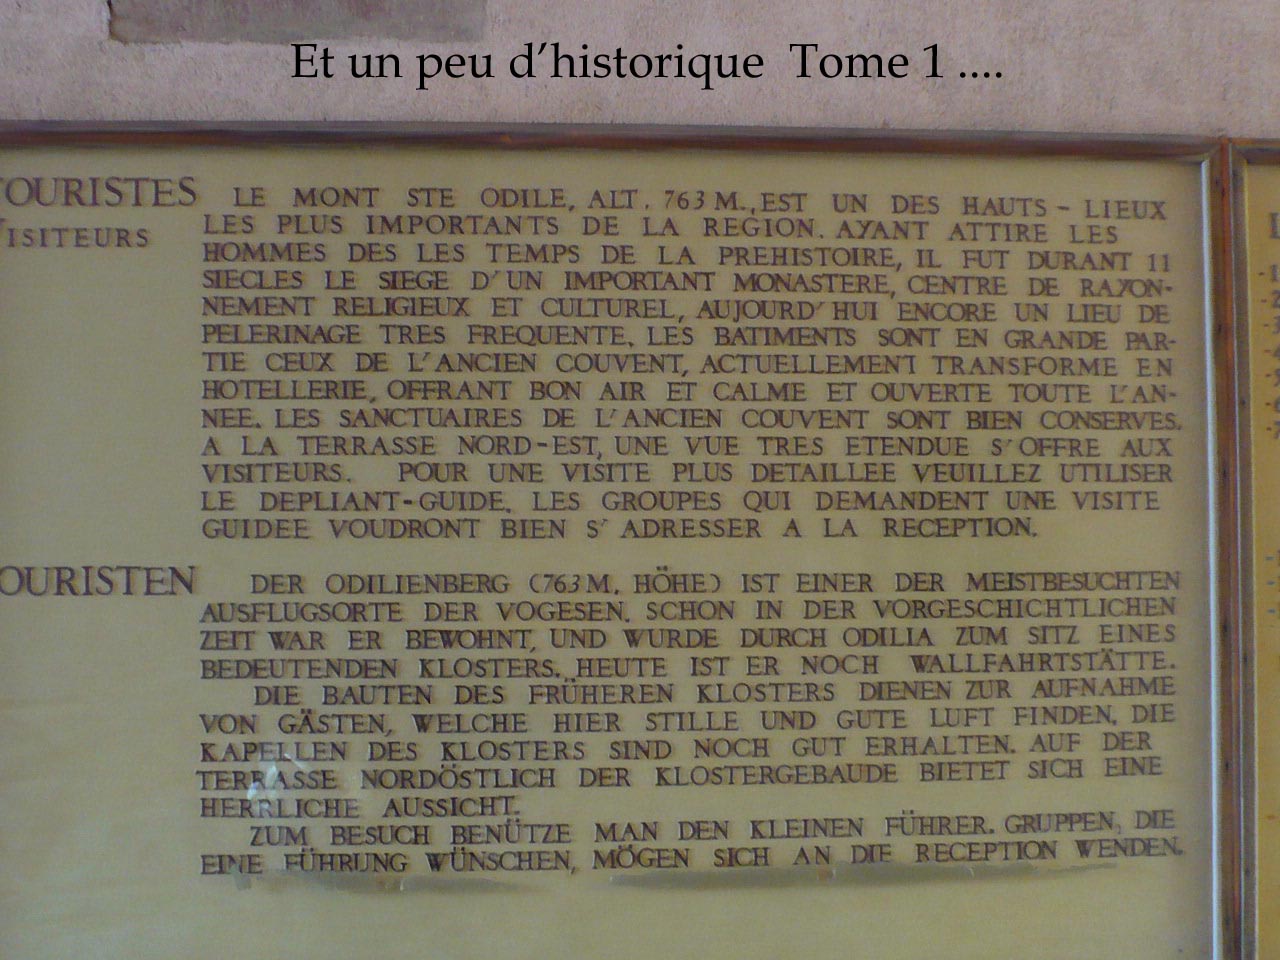 Et un peu d’historique Tome 1 ....
TOURISTES LE MONT STE ODILE, ALT. 763 M., EST UN DES HAUTS - LIEUX
VISITEURS LES PLUS IMPORTANTS DE LA REGION. AYANT ATTIRE LES
HOMMES DES LES TEMPS DE LA PREHISTOIRE, IL FUT DURANT 11
SIECLES LE SIEGE D'UN IMPORTANT MONASTERE, CENTRE DE RAYON-
NEMENT RELIGIEUX ET CULTUREL, AUJOURD'HUI ENCORE UN LIEU DE
PELERINAGE TRES FREQUENTE. LES BATIMENTS SONT EN GRANDE PAR-
TIE CEUX DE L'ANCIEN COUVENT, ACTUELLEMENT TRANSFORME EN
HOTELLERIE, OFFRANT BON AIR ET CALME ET OUVERTE TOUTE L'AN-
NEE. LES SANCTUAIRES DE L'ANCIEN COUVENT SONT BIEN CONSERVES.
A LA TERRASSE NORD-EST, UNE VUE TRES ETENDUE S'OFFRE AUX
VISITEURS. POUR UNE VISITE PLUS DETAILLEE VEUILLEZ UTILISER
LE DEPLIANT-GUIDE. LES GROUPES QUI DEMANDENT UNE VISITE
GUIDEE VOUDRONT BIEN S'ADRESSER A LA RECEPTION.
OURISTEN DER ODILIENBERG (763 M. HÖHE) IST EINER DER MEISTBESUCHTEN
AUSFLUGSORTE DER VOGESEN. SCHON IN DER VORGESCHICHTLICHEN
ZEIT WAR ER BEWOHNT, UND WURDE DURCH ODILIA ZUM SITZ EINES
BEDEUTENDEN KLOSTERS. HEUTE IST ER NOCH WALLFAHRTSTÄTTE.
DIE BAUTEN DES FRÜHEREN KLOSTERS DIENEN ZUR AUFNAHME
VON GÄSTEN, WELCHE HIER STILLE UND GUTE LUFT FINDEN. DIE
KAPELLEN DES KLOSTERS SIND NOCH GUT ERHALTEN. AUF DER
TERRASSE NORDÖSTLICH DER KLOSTERGEBAUDE BIETET SICH EINE
HERRLICHE AUSSICHT.
ZUM BESUCH BENÜTZE MAN DEN KLEINEN FÜHRER. GRUPPEN, DIE
EINE FÜHRUNG WÜNSCHEN, MÖGEN SICH AN DIE RECEPTION WENDEN.